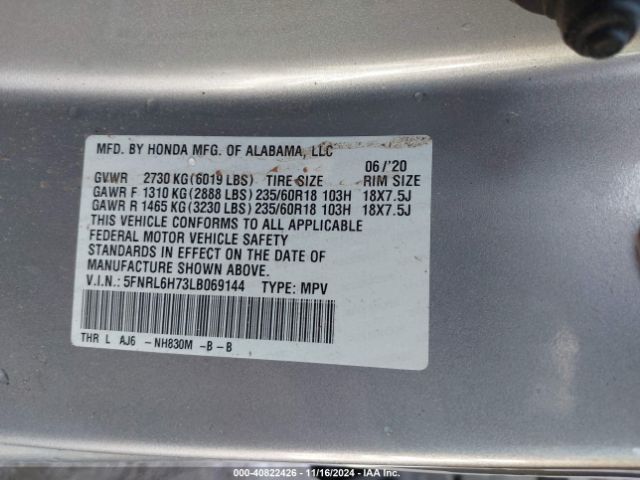 MFD. BY HONDA MFG. OF ALABAMA, LLC
06/'20
GVWR 2730 KG (6019 LBS) TIRE SIZE RIM SIZE
GAWR F 1310 KG (2888 LBS) 235/60R18 103H 18X7.5J
GAWR R 1465 KG (3230 LBS) 235/60R18 103H 18X7.5J
THIS VEHICLE CONFORMS TO ALL APPLICABLE
FEDERAL MOTOR VEHICLE SAFETY
STANDARDS IN EFFECT ON THE DATE OF
MANUFACTURE SHOWN ABOVE.
V.I.N.: 5FNRL6H73LB069144 TYPE: MPV
THR L AJ6 -NH830M -B-B
000-40822426 - 11/16/2024 - IAA Inc.